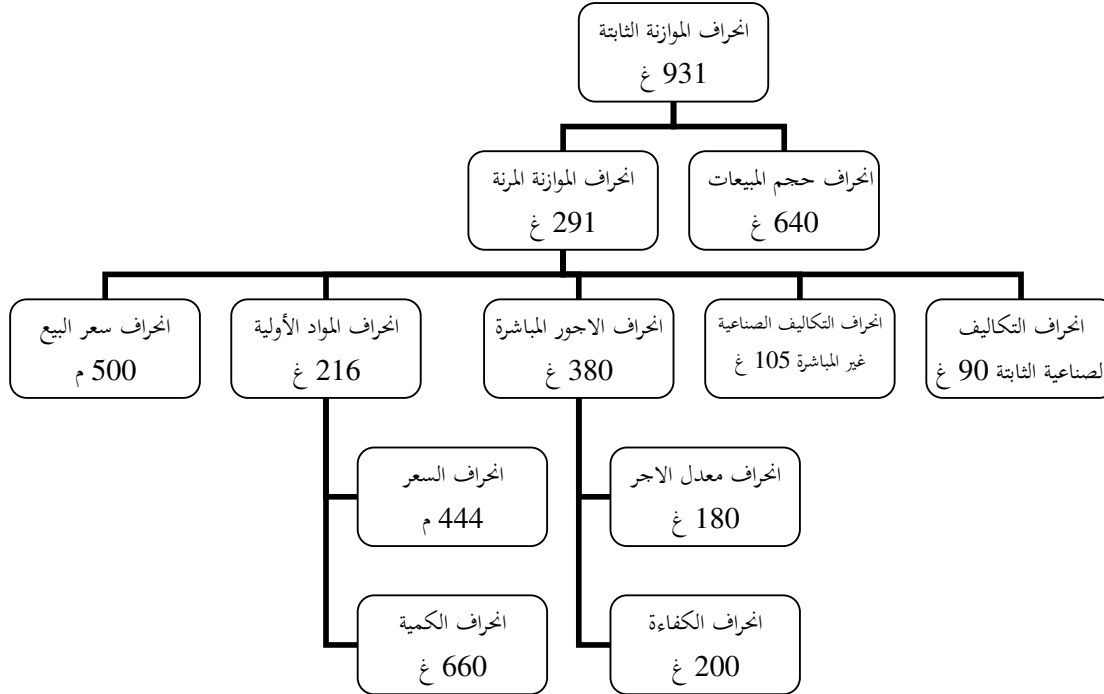 انحراف الموازنة الثابتة
931 غ
انحراف حجم المبيعات
640 غ
انحراف الموازنة المرنة
291 غ
انحراف التكاليف
لصناعية الثابتة 90 غ
انحراف التكاليف الصناعية
غير المباشرة 105 غ
انحراف الاجور المباشرة
380 غ
انحراف المواد الأولية
216 غ
انحراف سعر البيع
500 م
انحراف معدل الاجر
180 غ
انحراف السعر
444 م
انحراف الكفاءة
200 غ
انحراف الكمية
660 غ